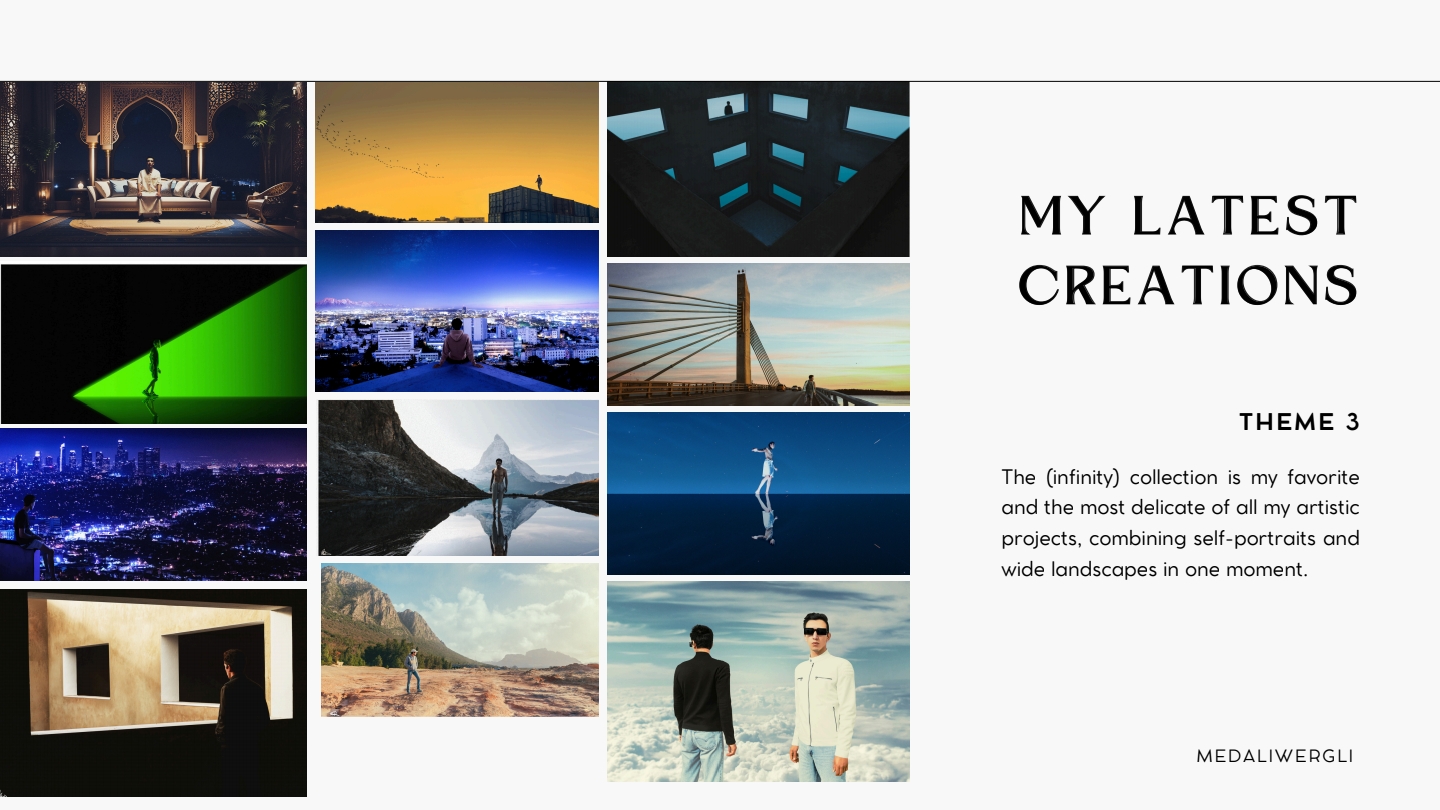 MY LATEST
CREATIONS
THEME 3
The (infinity) collection is my favorite
and the most delicate of all my artistic
projects, combining self-portraits and
wide landscapes in one moment.
MEDALIWERGLI